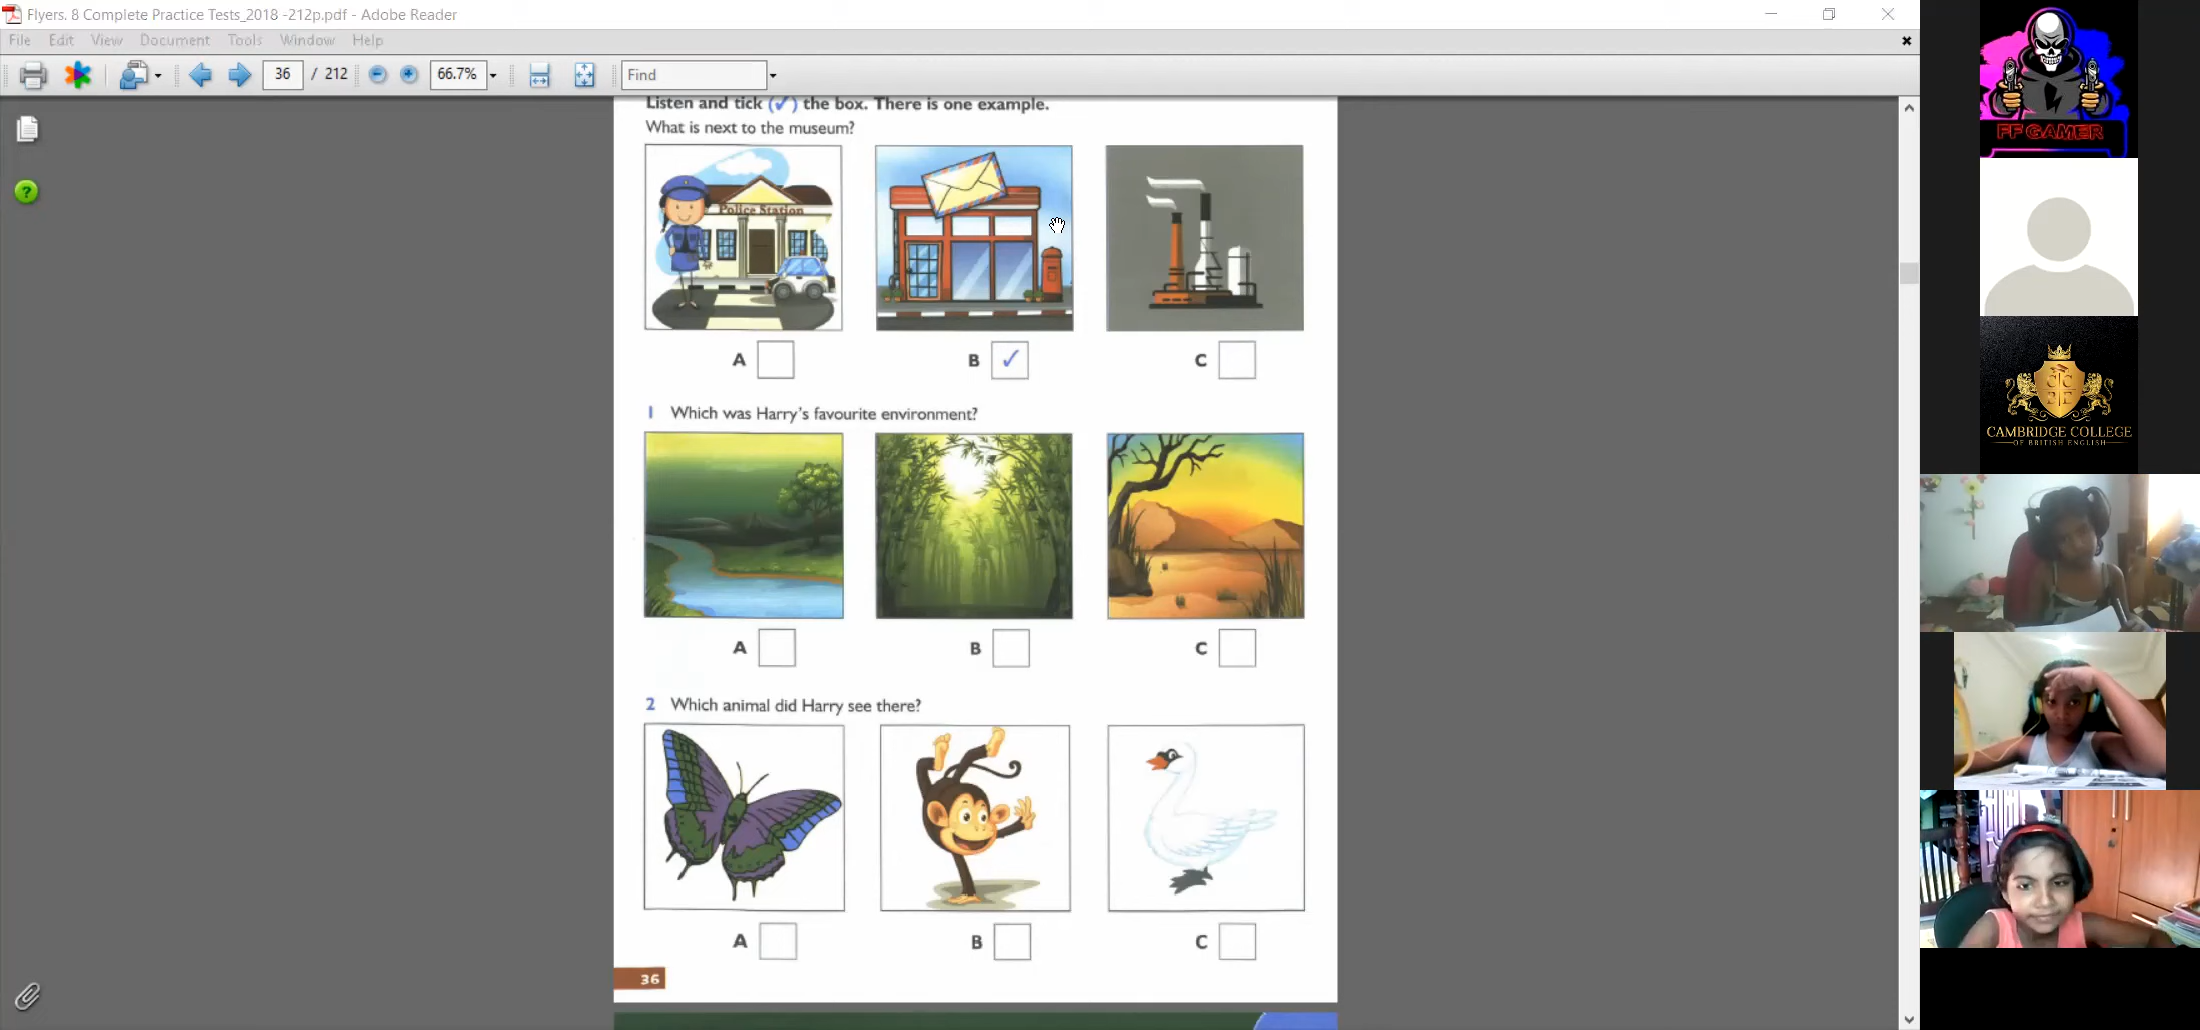 Flyers. 8 Complete Practice Tests_2018 -212p.pdf - Adobe Reader
File Edit View Document Tools Window Help
36 / 212 66.7% Find
Listen and tick (✓) the box. There is one example.
What is next to the museum?
Police Station
A B ✓ C
1 Which was Harry's favourite environment?
A B C
2 Which animal did Harry see there?
A B C
36
FF GAMER
CAMBRIDGE COLLEGE
OF BRITISH ENGLISH